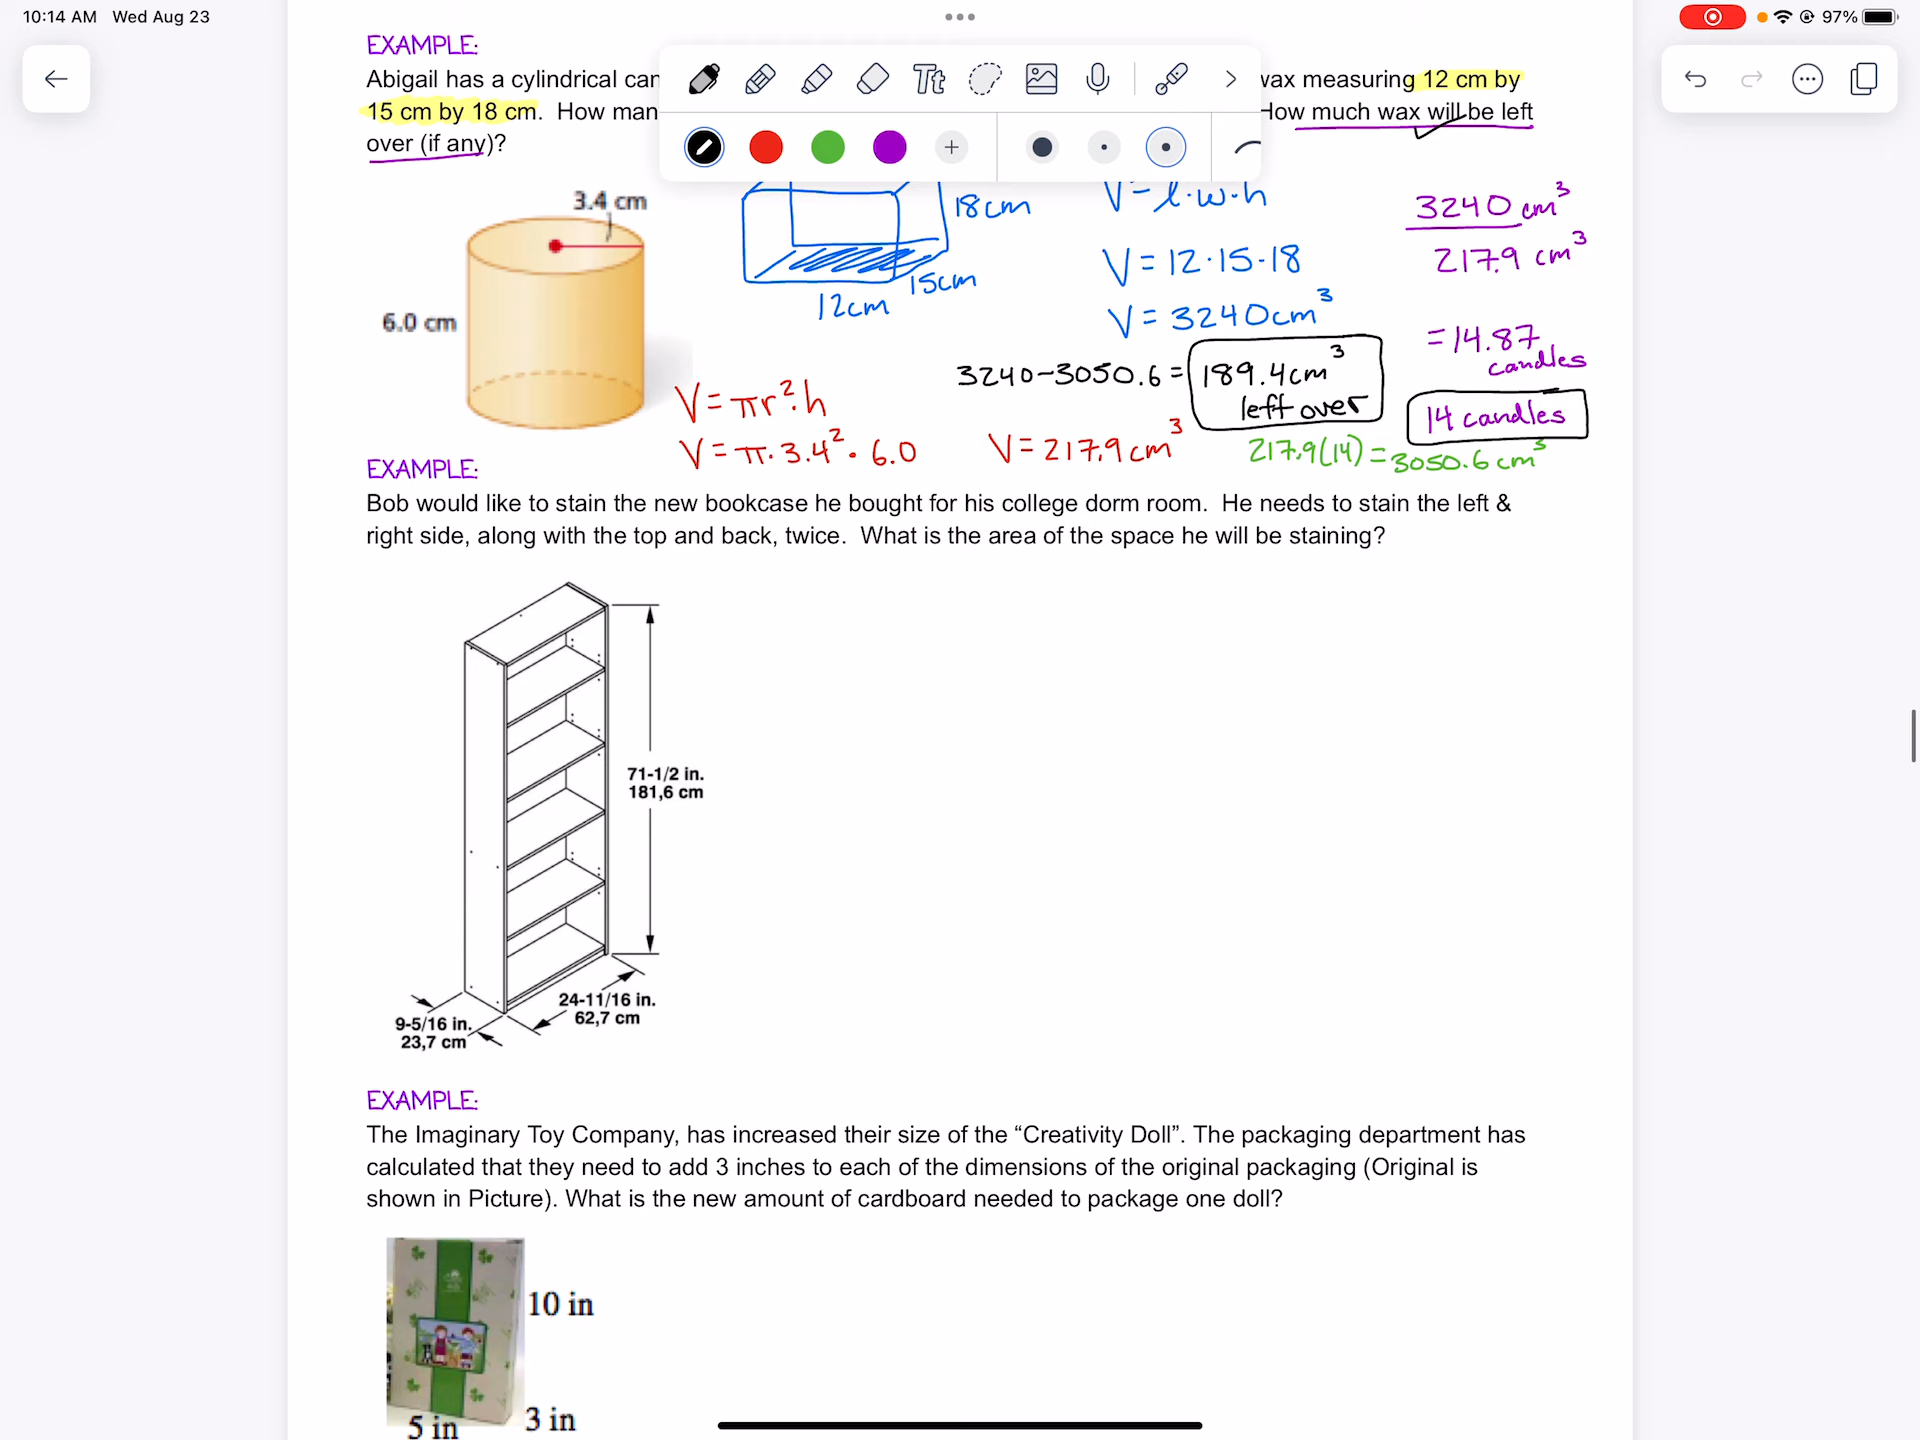 10:14 AM Wed Aug 23
97%
EXAMPLE:
Abigail has a cylindrical can
wax measuring 12 cm by
15 cm by 18 cm. How man
How much wax will be left
over (if any)?
Tt
3.4 cm
6.0 cm
18cm
15cm
12cm
V = l·w·h
V = 12·15·18
V = 3240cm³
3240 cm³
217.9 cm³
= 14.87
candles
14 candles
3240-3050.6 = 189.4cm³
left over
V = πr²·h
V = π·3.4²·6.0
V = 217.9cm³
217.9(14) = 3050.6cm³
EXAMPLE:
Bob would like to stain the new bookcase he bought for his college dorm room. He needs to stain the left &
right side, along with the top and back, twice. What is the area of the space he will be staining?
71-1/2 in.
181,6 cm
24-11/16 in.
62,7 cm
9-5/16 in.
23,7 cm
EXAMPLE:
The Imaginary Toy Company, has increased their size of the “Creativity Doll”. The packaging department has
calculated that they need to add 3 inches to each of the dimensions of the original packaging (Original is
shown in Picture). What is the new amount of cardboard needed to package one doll?
10 in
3 in
5 in